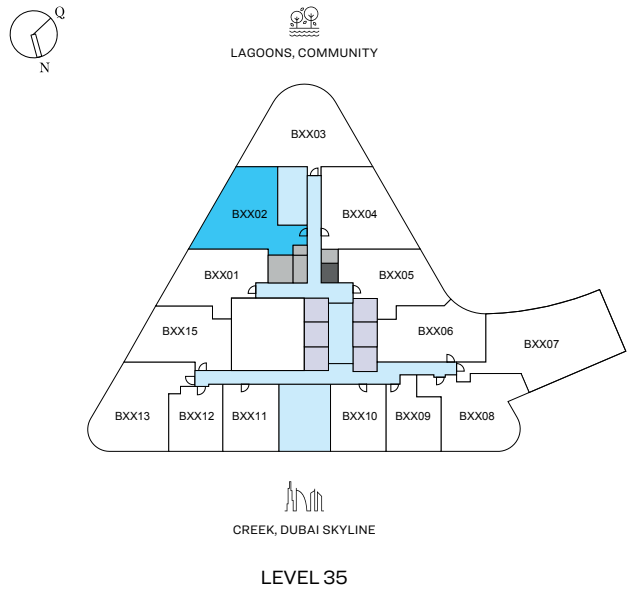 Q
N
LAGOONS, COMMUNITY
BXX03
BXX02
BXX04
BXX01
BXX05
BXX15
BXX06
BXX07
BXX13
BXX12
BXX11
BXX10
BXX09
BXX08
CREEK, DUBAI SKYLINE
LEVEL 35